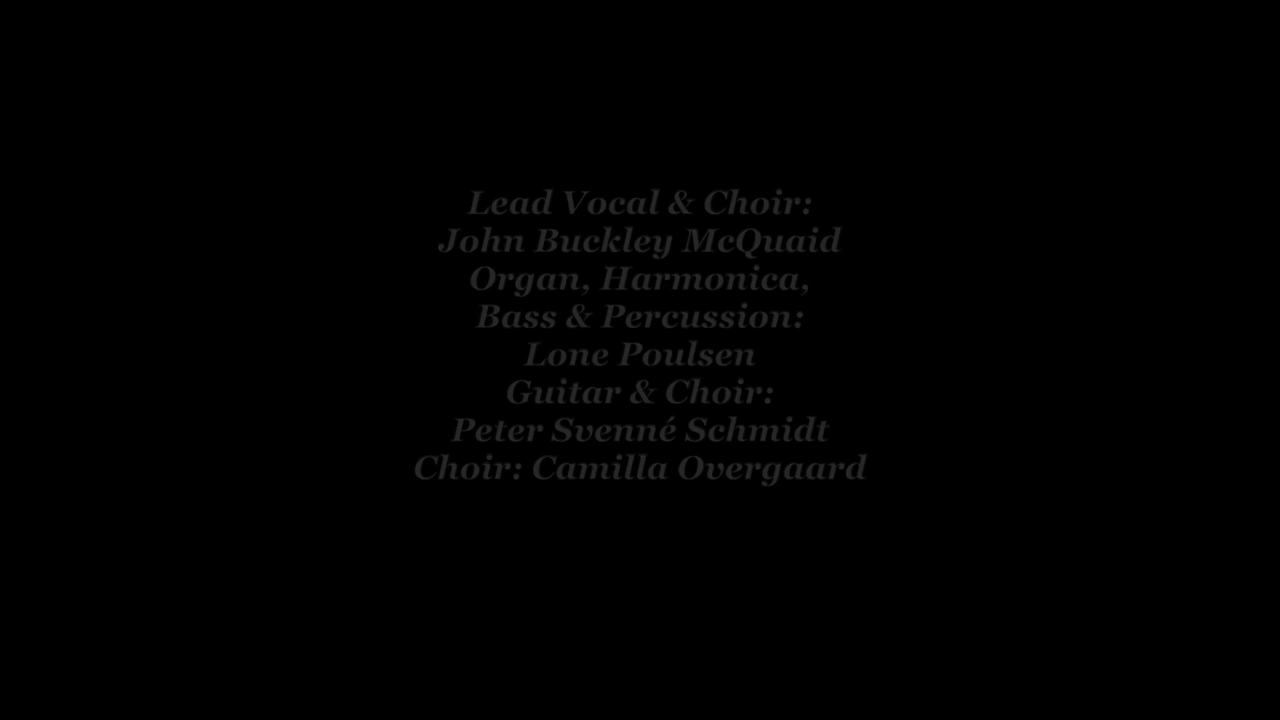 Lead Vocal & Choir:
John Buckley McQuaid
Organ, Harmonica,
Bass & Percussion:
Lone Poulsen
Guitar & Choir:
Peter Svenné Schmidt
Choir: Camilla Overgaard